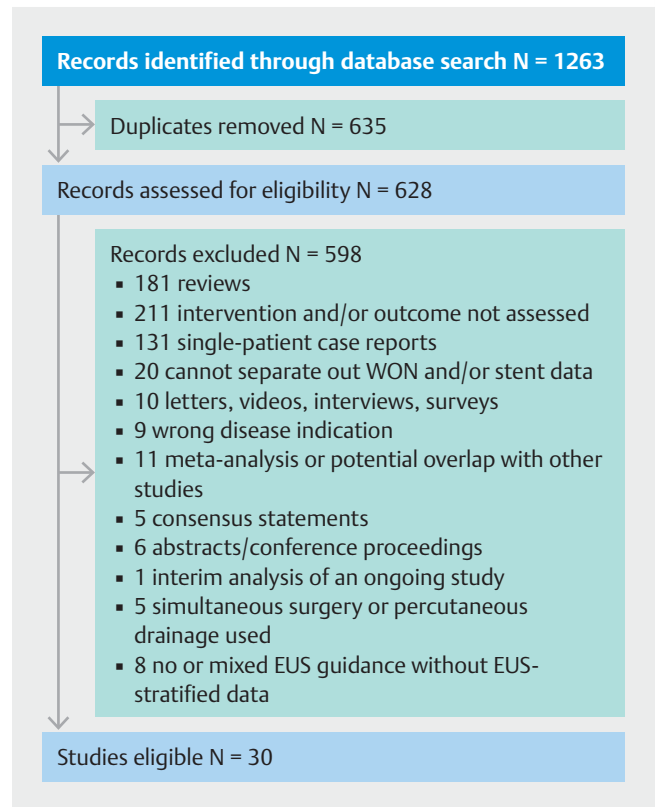 Records identified through database search N = 1263
Duplicates removed N = 635
Records assessed for eligibility N = 628
Records excluded N = 598
▪ 181 reviews
▪ 211 intervention and/or outcome not assessed
▪ 131 single-patient case reports
▪ 20 cannot separate out WON and/or stent data
▪ 10 letters, videos, interviews, surveys
▪ 9 wrong disease indication
▪ 11 meta-analysis or potential overlap with other
studies
▪ 5 consensus statements
▪ 6 abstracts/conference proceedings
▪ 1 interim analysis of an ongoing study
▪ 5 simultaneous surgery or percutaneous
drainage used
▪ 8 no or mixed EUS guidance without EUS-
stratified data
Studies eligible N = 30